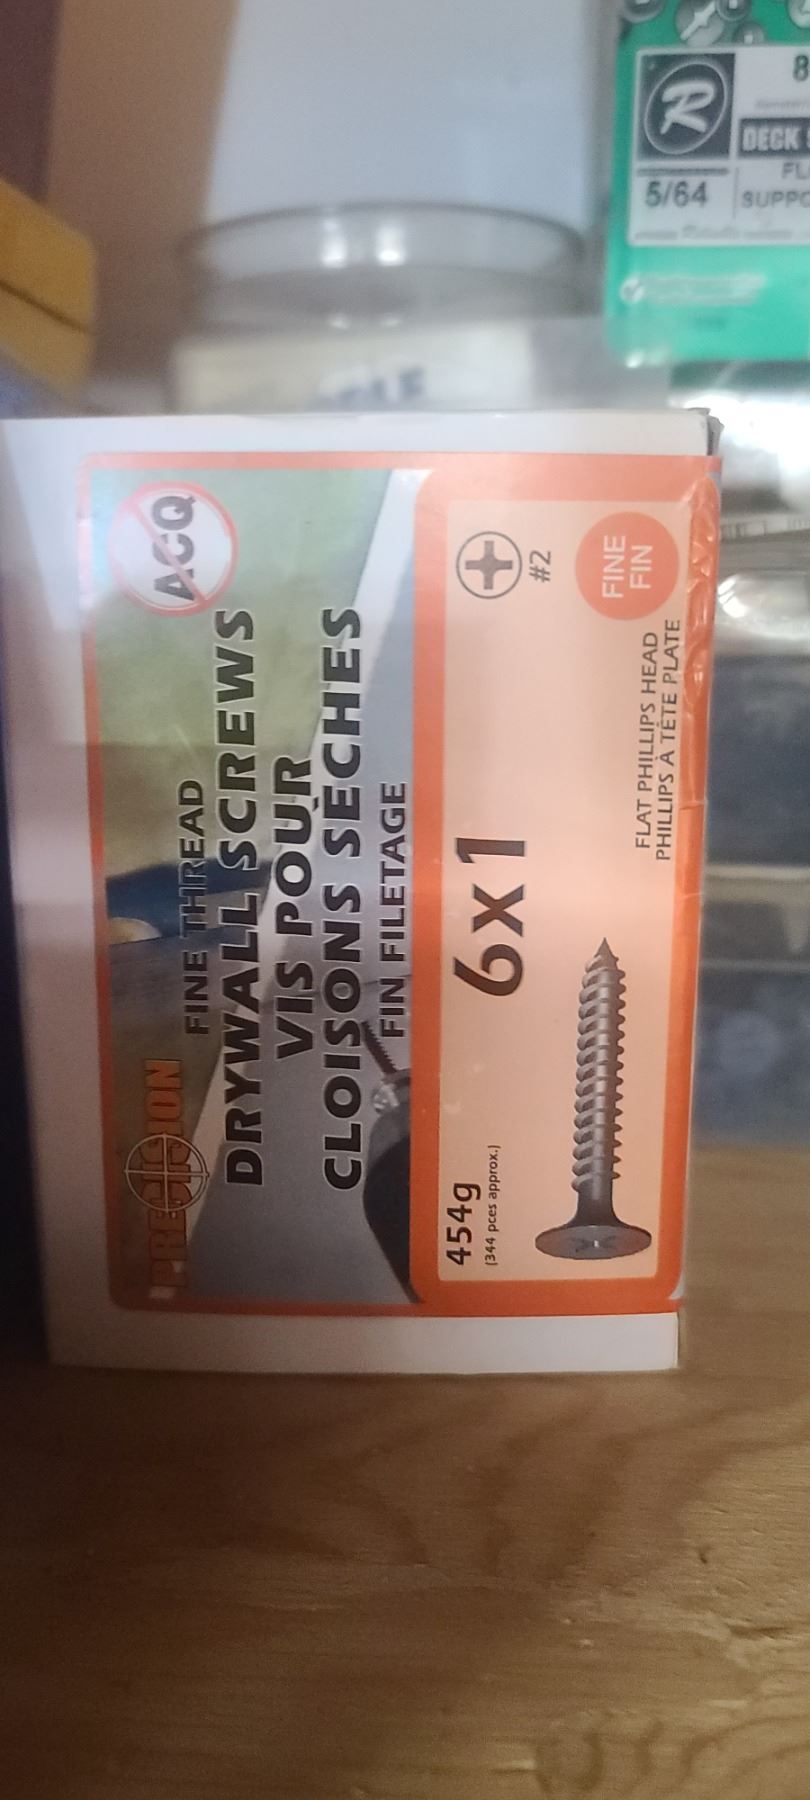 PRECISION
ACQ
FINE THREAD
DRYWALL SCREWS
VIS POUR
CLOISONS SÈCHES
FIN FILETAGE
454g
(344 pces approx.)
6x1
#2
FINE
FIN
FLAT PHILLIPS HEAD
PHILLIPS À TÊTE PLATE
R
8
DECK
5/64